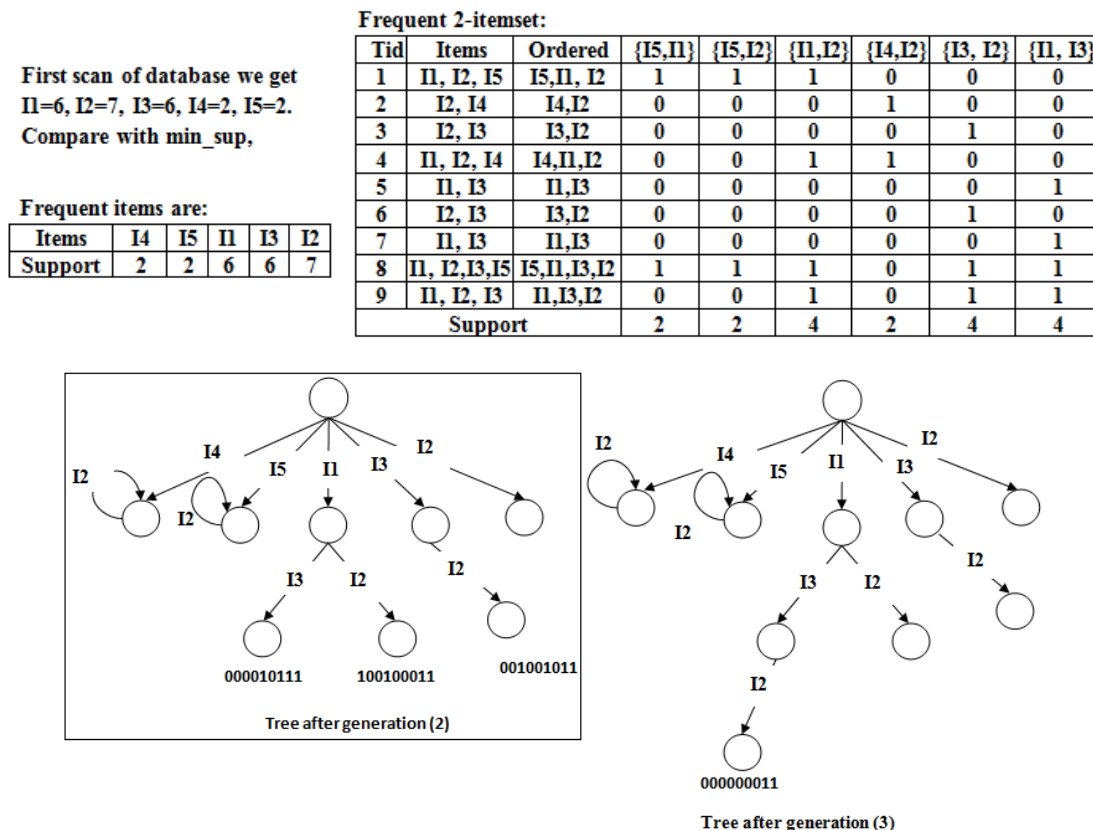 Frequent 2-itemset:
Tid Items Ordered {I5,I1} {I5,I2} {I1,I2} {I4,I2} {I3, I2} {I1, I3}
1 I1, I2, I5 I5,I1, I2 1 1 1 0 0 0
2 I2, I4 I4,I2 0 0 0 1 0 0
3 I2, I3 I3,I2 0 0 0 0 1 0
4 I1, I2, I4 I4,I1,I2 0 0 1 1 0 0
5 I1, I3 I1,I3 0 0 0 0 0 1
6 I2, I3 I3,I2 0 0 0 0 1 0
7 I1, I3 I1,I3 0 0 0 0 0 1
8 I1, I2,I3,I5 I5,I1,I3,I2 1 1 1 0 1 1
9 I1, I2, I3 I1,I3,I2 0 0 1 0 1 1
Support 2 2 4 2 4 4
First scan of database we get
I1=6, I2=7, I3=6, I4=2, I5=2.
Compare with min_sup,
Frequent items are:
Items I4 I5 I1 I3 I2
Support 2 2 6 6 7
I2 I4 I5 I1 I3 I2
I2
I3 I2 I2
000010111 100100011 001001011
Tree after generation (2)
I2 I4 I5 I1 I3 I2
I2
I3 I2 I2
I2
000000011
Tree after generation (3)